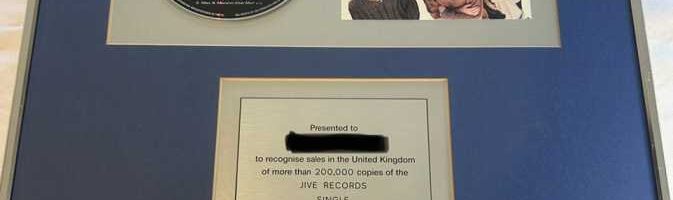 Presented to
to recognise sales in the United Kingdom
of more than 200,000 copies of the
JIVE RECORDS
SINGLE